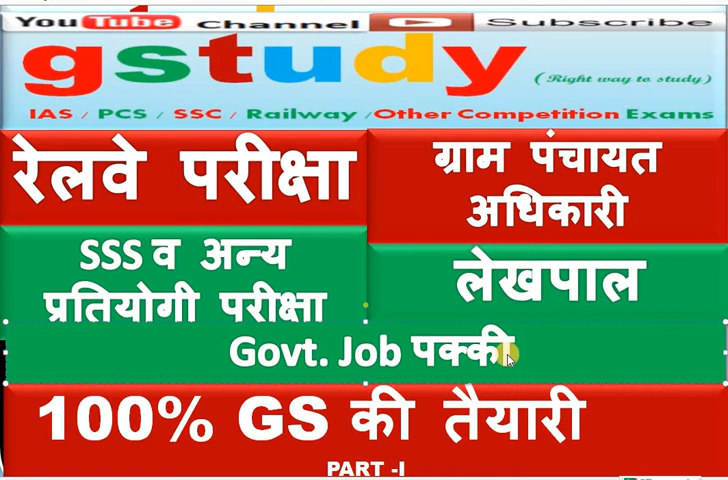 YouTube Channel Subscribe
gstudy (Right way to study)
IAS / PCS / SSC / Railway /Other Competition Exams
रेलवे परीक्षा
ग्राम पंचायत
अधिकारी
SSS व अन्य
प्रतियोगी परीक्षा
लेखपाल
Govt. Job पक्की
100% GS की तैयारी
PART -I